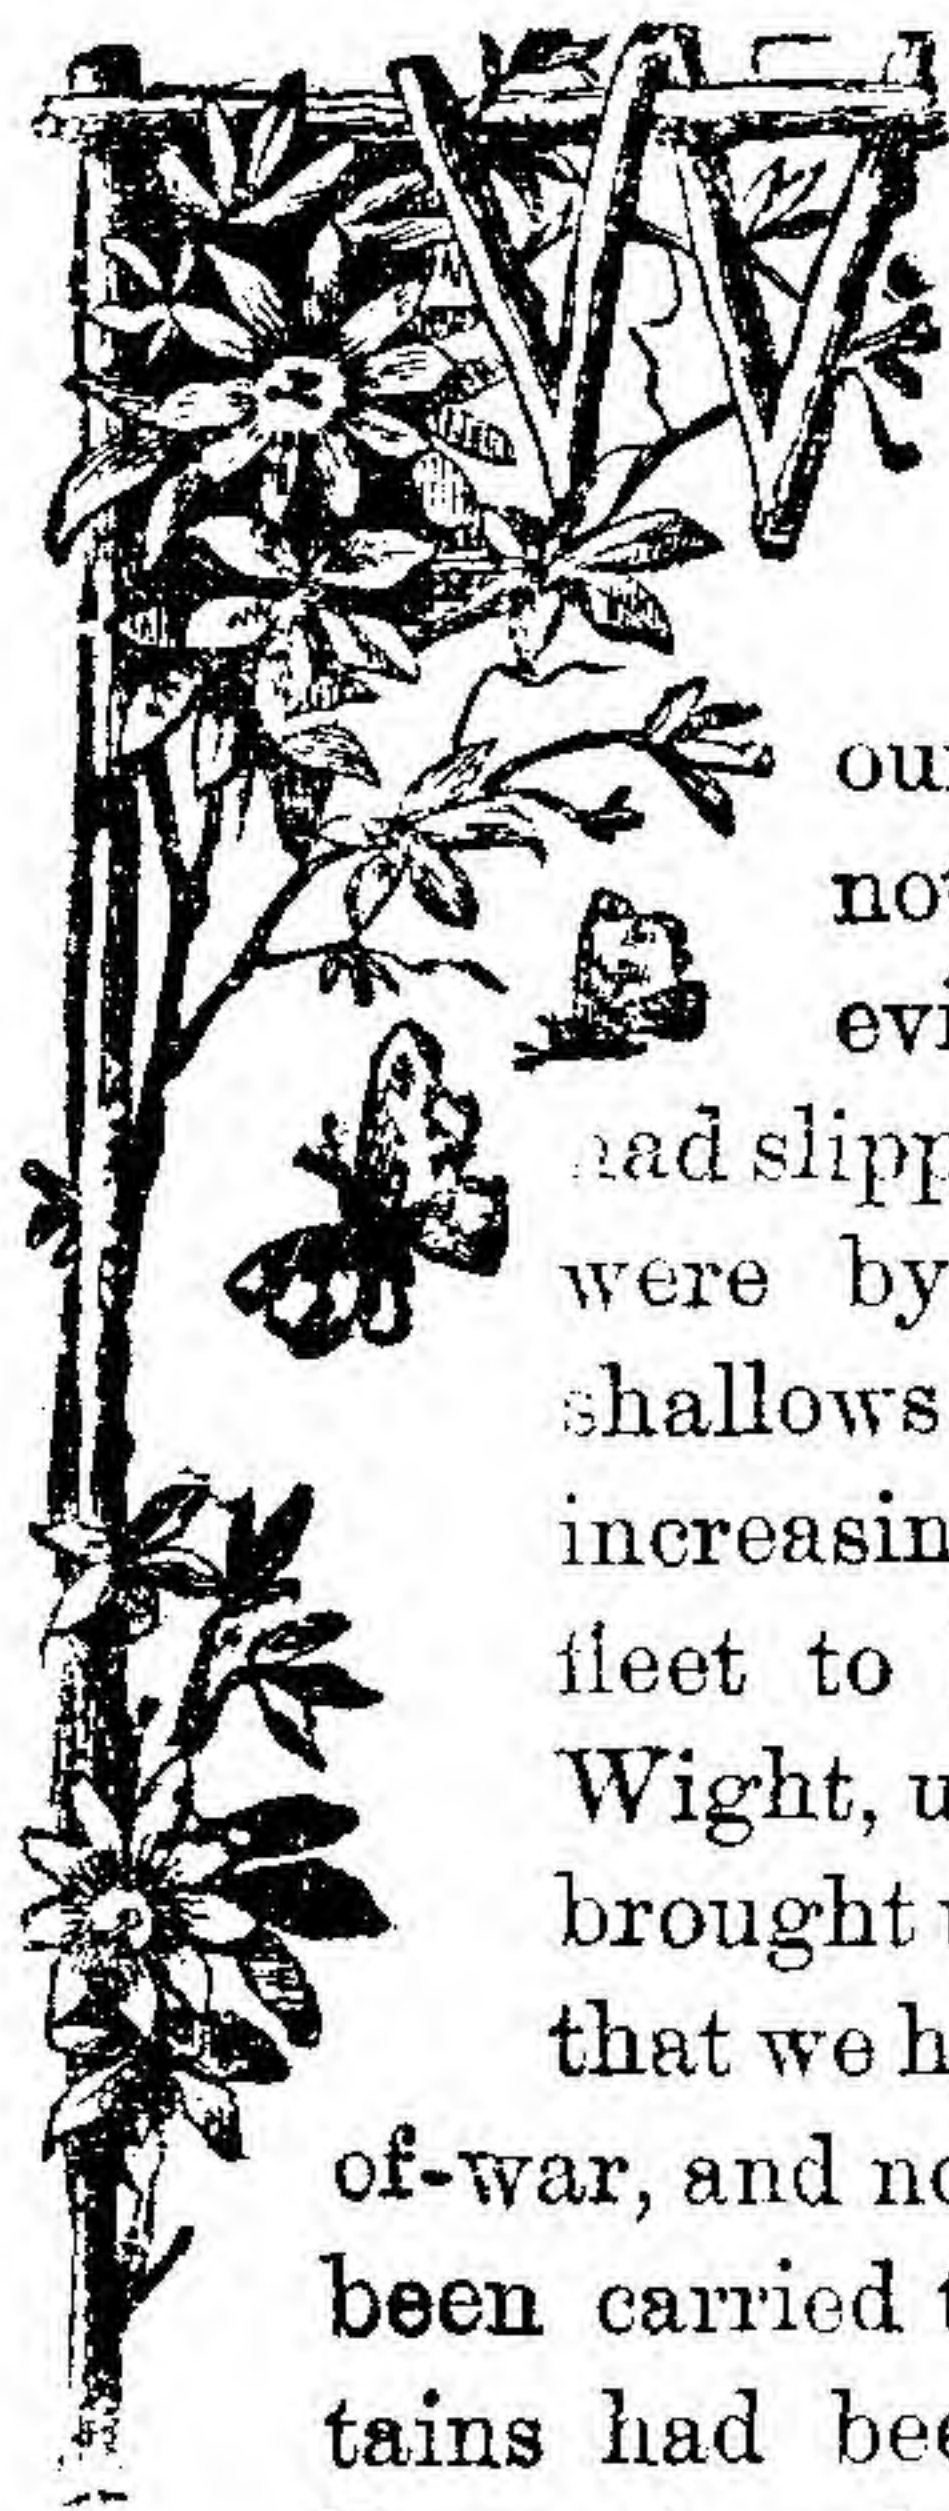 W
our
not
evi
had slipp
were by
shallows
increasin
fleet to
Wight, u
brought
that we h
of-war, and no
been carried t
tains had bee